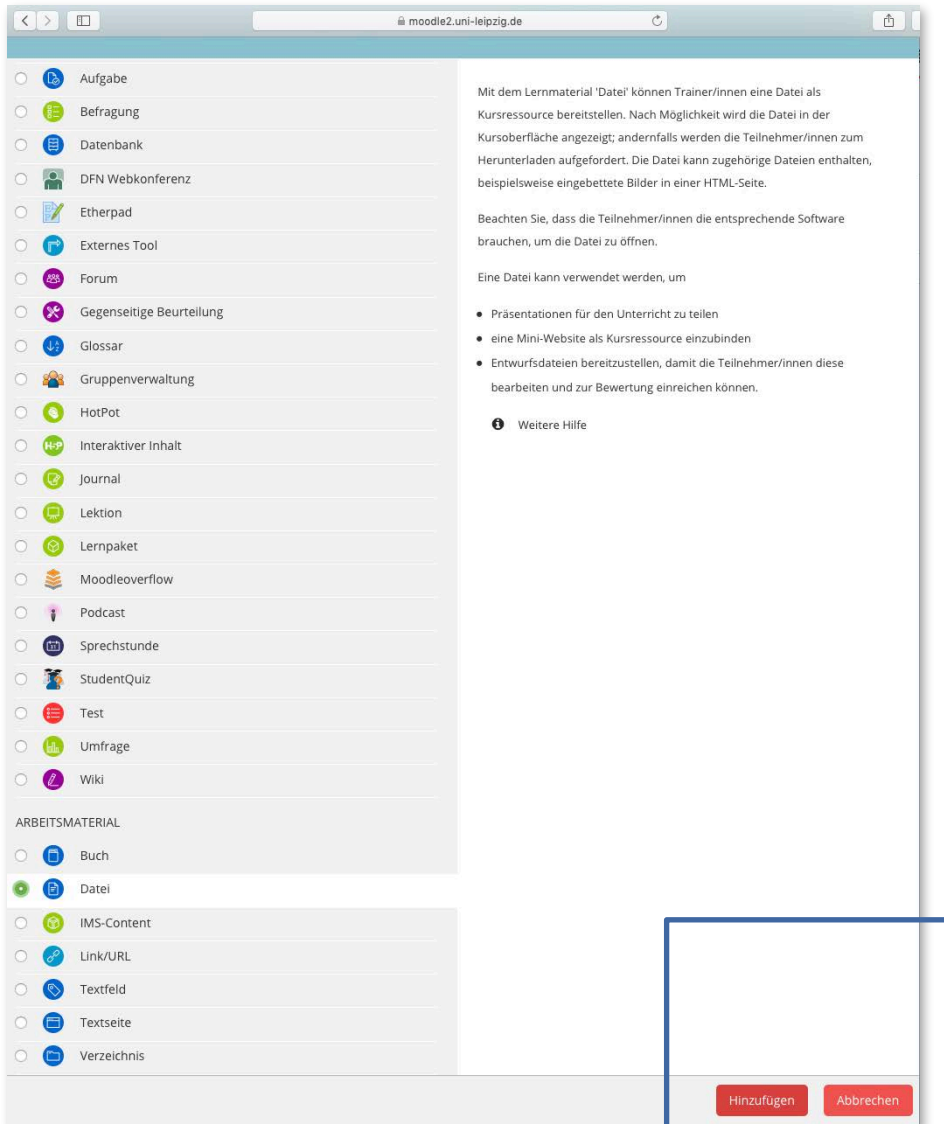 moodle2.uni-leipzig.de
Aufgabe
Befragung
Datenbank
DFN Webkonferenz
Etherpad
Externes Tool
Forum
Gegenseitige Beurteilung
Glossar
Gruppenverwaltung
HotPot
Interaktiver Inhalt
Journal
Lektion
Lernpaket
Moodleoverflow
Podcast
Sprechstunde
StudentQuiz
Test
Umfrage
Wiki
ARBEITSMATERIAL
Buch
Datei
IMS-Content
Link/URL
Textfeld
Textseite
Verzeichnis
Mit dem Lernmaterial 'Datei' können Trainer/innen eine Datei als
Kursressource bereitstellen. Nach Möglichkeit wird die Datei in der
Kursoberfläche angezeigt; andernfalls werden die Teilnehmer/innen zum
Herunterladen aufgefordert. Die Datei kann zugehörige Dateien enthalten,
beispielsweise eingebettete Bilder in einer HTML-Seite.
Beachten Sie, dass die Teilnehmer/innen die entsprechende Software
brauchen, um die Datei zu öffnen.
Eine Datei kann verwendet werden, um
• Präsentationen für den Unterricht zu teilen
• eine Mini-Website als Kursressource einzubinden
• Entwurfsdateien bereitzustellen, damit die Teilnehmer/innen diese
bearbeiten und zur Bewertung einreichen können.
Weitere Hilfe
Hinzufügen
Abbrechen